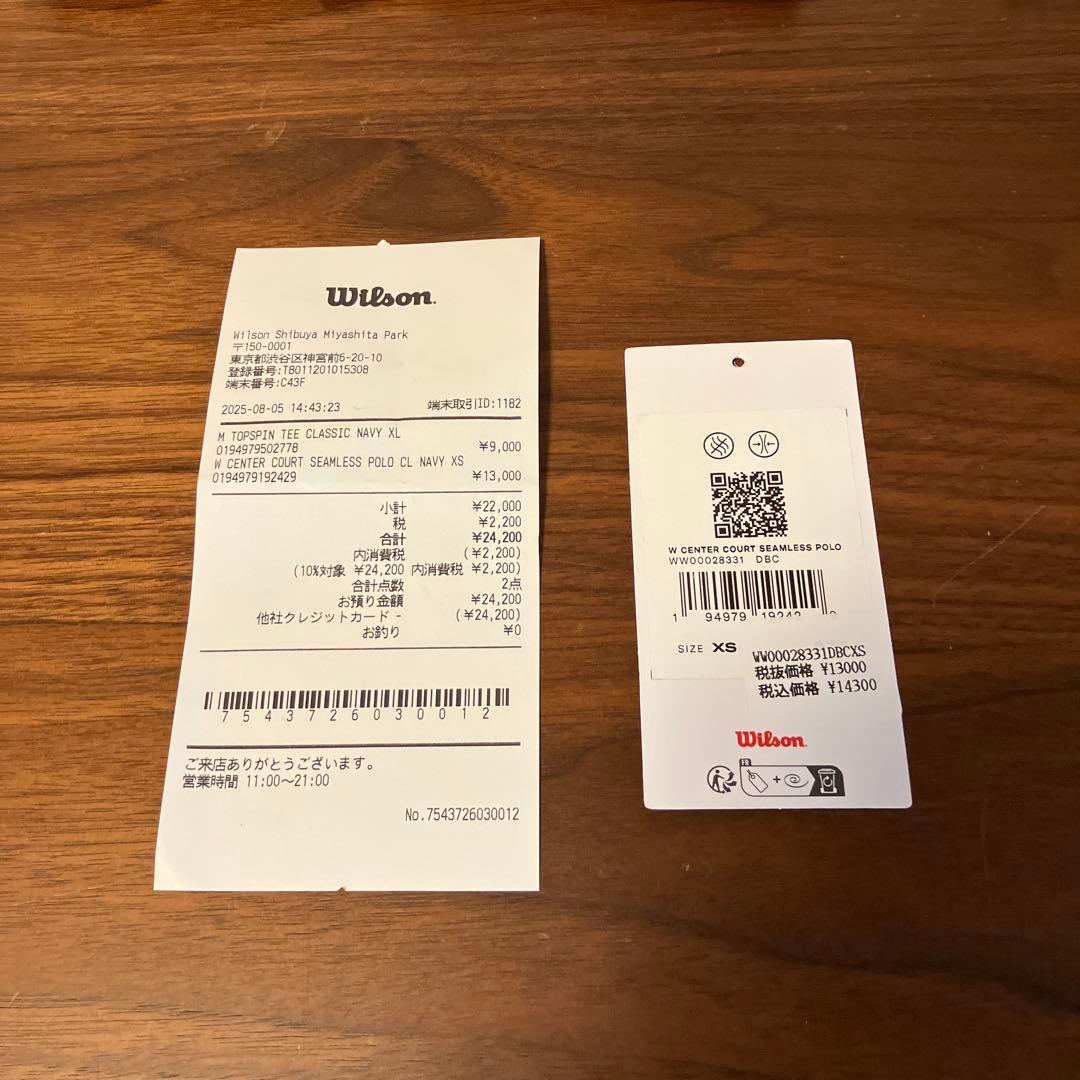 Wilson.
Wilson Shibuya Miyashita Park
〒150-0001
東京都渋谷区神宮前6-20-10
登録番号:T8011201015308
端末番号:C43F
2025-08-05 14:43:23 端末取引ID:1182
M TOPSPIN TEE CLASSIC NAVY XL
0194979502778 ¥9,000
W CENTER COURT SEAMLESS POLO CL NAVY XS
0194979192429 ¥13,000
小計 ¥22,000
税 ¥2,200
合計 ¥24,200
内消費税 (¥2,200)
(10%対象 ¥24,200 内消費税 ¥2,200)
合計点数 2点
お預り金額 ¥24,200
他社クレジットカード - (¥24,200)
お釣り ¥0
7543726030012
ご来店ありがとうございます。
営業時間 11:00〜21:00
No.7543726030012
W CENTER COURT SEAMLESS POLO
WW00028331 DBC
1 94979 19242
SIZE XS
WW00028331DBCXS
税抜価格 ¥13000
税込価格 ¥14300
Wilson.
FR
+